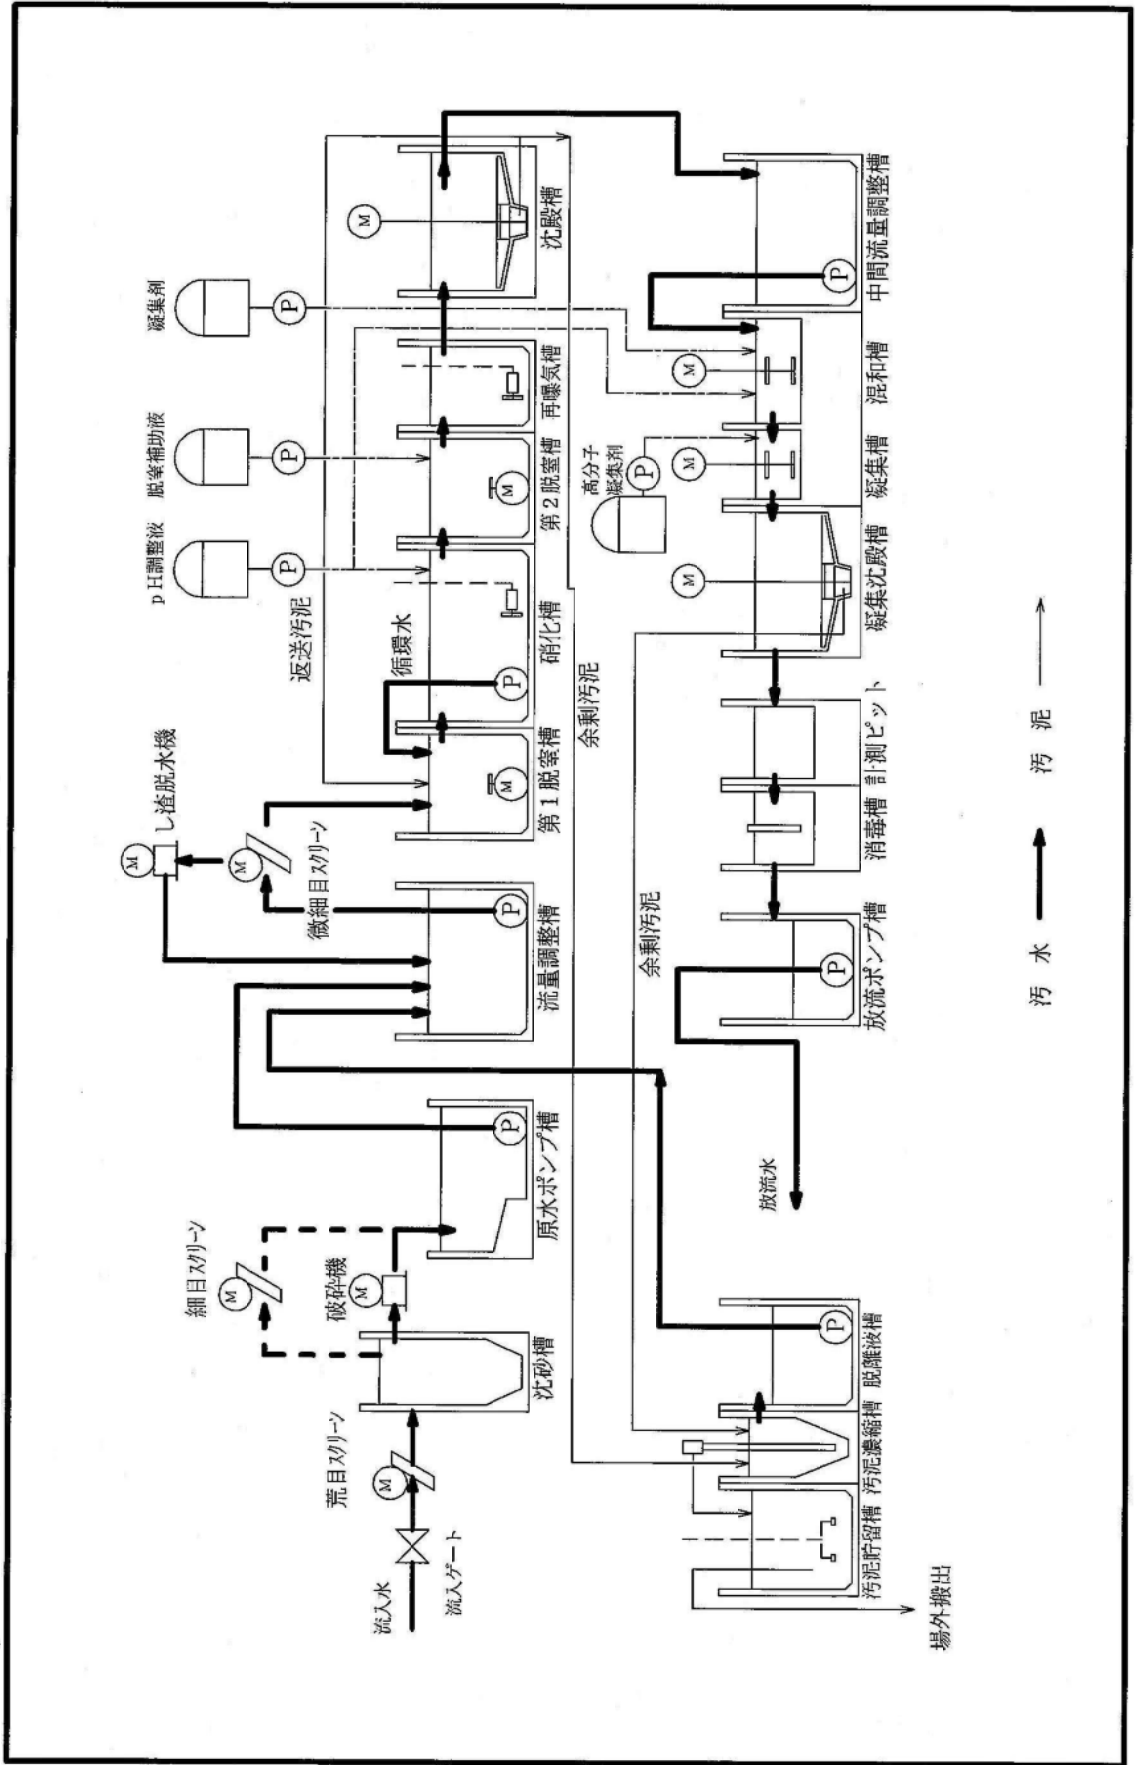 流入水
流入ゲート
荒目スクリーン
M
沈砂槽
細目スクリーン
M
破砕機
M
原水ポンプ槽
P
流量調整槽
P
微細目スクリーン
M
し渣脱水機
M
第1脱窒槽
M
循環水
硝化槽
P
第2脱窒槽
M
再曝気槽
沈殿槽
M
返送汚泥
pH調整液
P
脱窒補助液
P
凝集剤
P
余剰汚泥
中間流量調整槽
P
混和槽
M
凝集槽
M
高分子
凝集剤
P
凝集沈殿槽
M
計測ピット
消毒槽
放流ポンプ槽
P
放流水
余剰汚泥
脱離液槽
P
汚泥濃縮槽
汚泥貯留槽
場外搬出
汚水
汚泥